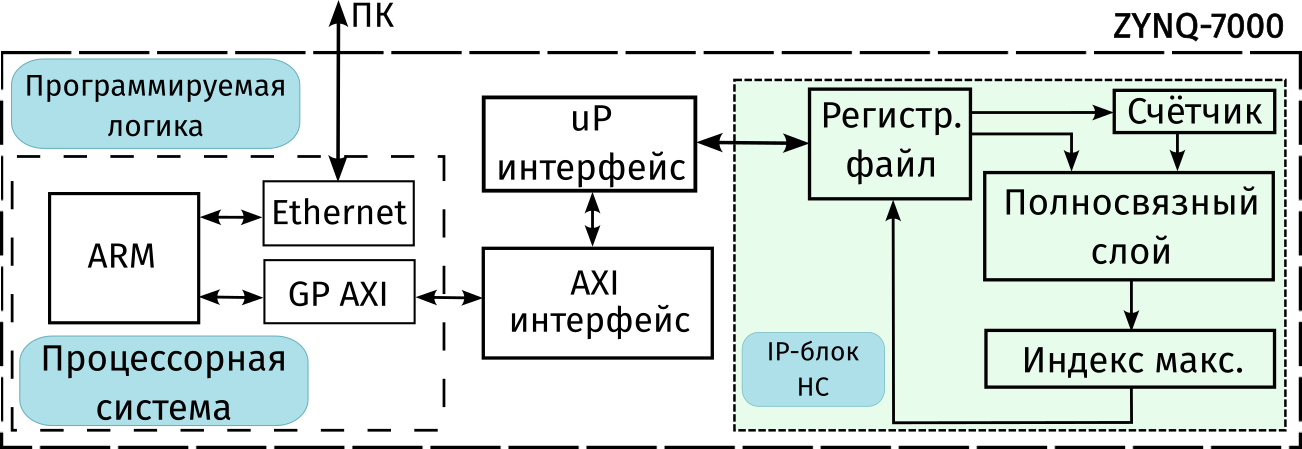 ПК
ZYNQ-7000
Программируемая
логика
uP
интерфейс
Регистр.
файл
Счётчик
Полносвязный
слой
Ethernet
ARM
GP AXI
AXI
интерфейс
Процессорная
система
IP-блок
НС
Индекс макс.